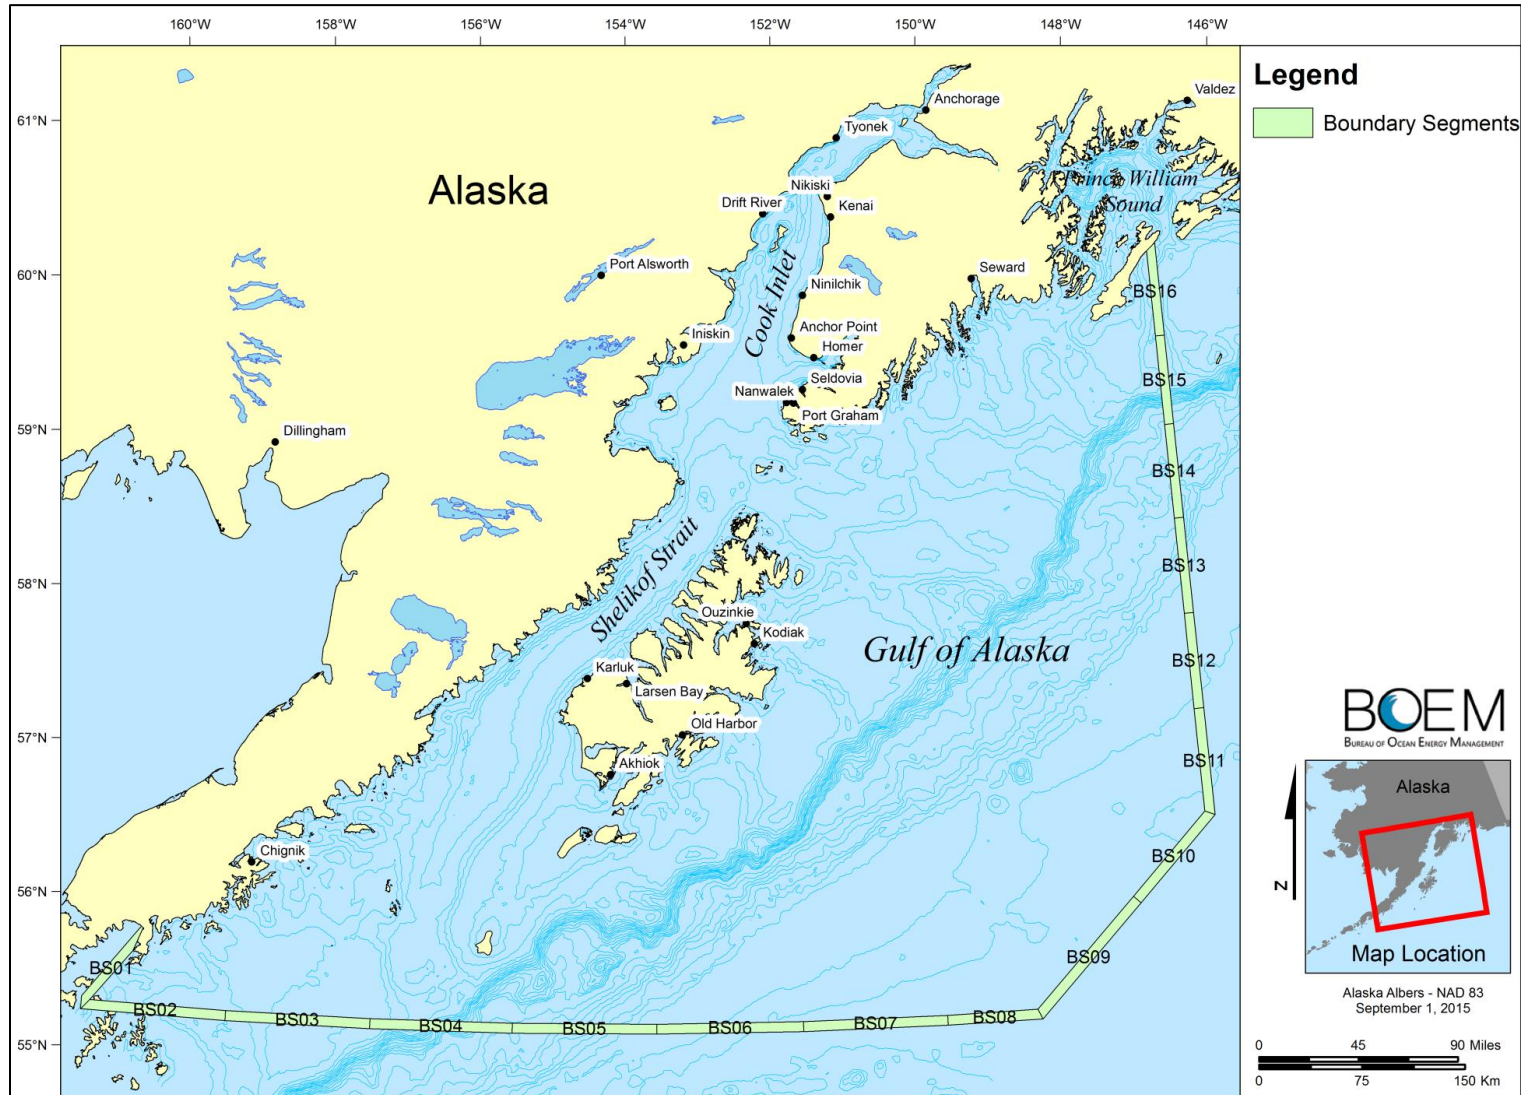 160°W 158°W 156°W 154°W 152°W 150°W 148°W 146°W
Legend
Boundary Segments
Valdez
Anchorage
61°N
Tyonek
Prince William
Sound
Alaska
Nikiski
Drift River
Kenai
Port Alsworth
60°N
Seward
Cook Inlet
Ninilchik
BS16
Iniskin
Anchor Point
Homer
BS15
Seldovia
Nanwalek
Port Graham
Dillingham
59°N
BS14
Shelikof Strait
58°N
BS13
Ouzinkie
Kodiak
Gulf of Alaska
BS12
Karluk
Larsen Bay
Old Harbor
57°N
Akhiok
BS11
BOEM
BUREAU OF OCEAN ENERGY MANAGEMENT
Alaska
Chignik
BS10
56°N
N
Map Location
BS09
BS01
BS02
BS03
BS04
BS05
BS06
BS07
BS08
55°N
Alaska Albers - NAD 83
September 1, 2015
0 45 90 Miles
0 75 150 Km